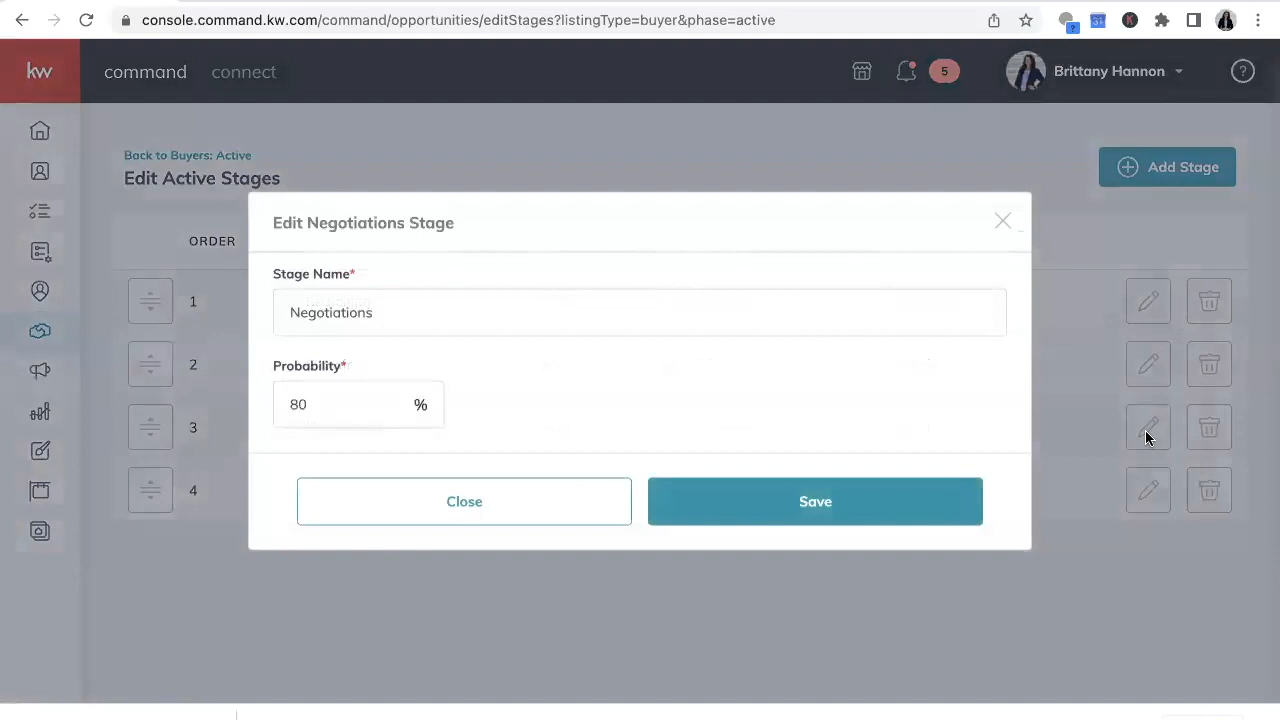 console.command.kw.com/command/opportunities/editStages?listingType=buyer&phase=active
kw
command
connect
5
Brittany Hannon
?
Back to Buyers: Active
Edit Active Stages
Add Stage
ORDER
1
2
3
4
Edit Negotiations Stage
Stage Name*
Negotiations
Probability*
80 %
Close
Save